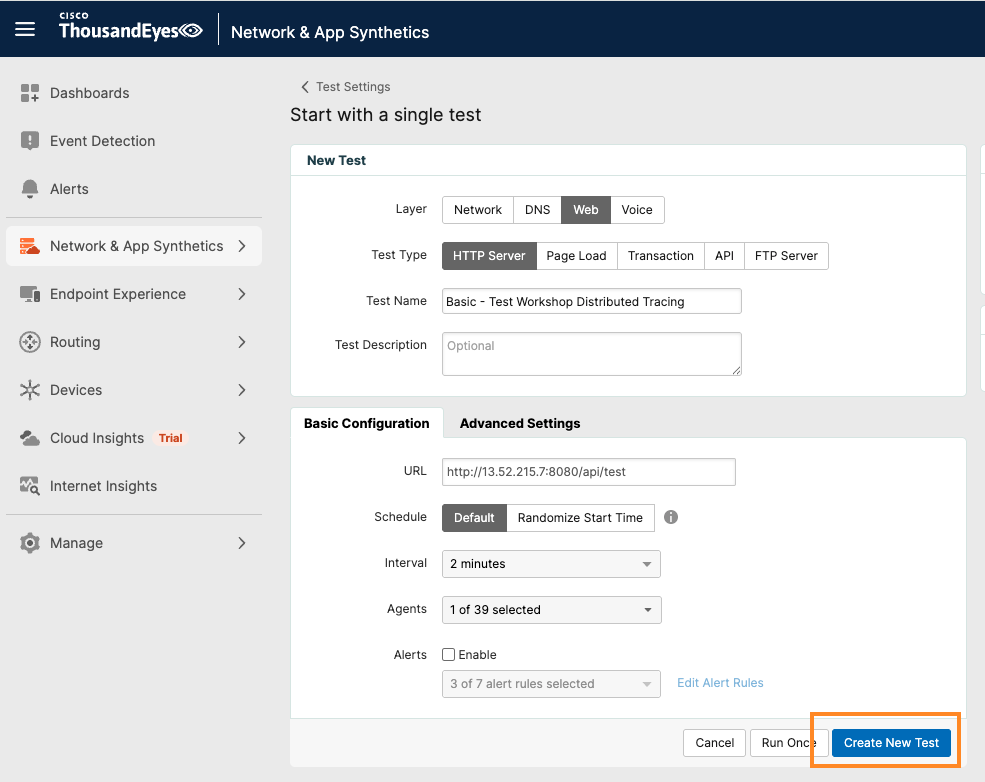 CISCO
ThousandEyes
Network & App Synthetics
Dashboards
Event Detection
Alerts
Network & App Synthetics
Endpoint Experience
Routing
Devices
Cloud Insights Trial
Internet Insights
Manage
Test Settings
Start with a single test
New Test
Layer Network DNS Web Voice
Test Type HTTP Server Page Load Transaction API FTP Server
Test Name Basic - Test Workshop Distributed Tracing
Test Description Optional
Basic Configuration Advanced Settings
URL http://13.52.215.7:8080/api/test
Schedule Default Randomize Start Time
Interval 2 minutes
Agents 1 of 39 selected
Alerts Enable
3 of 7 alert rules selected Edit Alert Rules
Cancel Run Once Create New Test